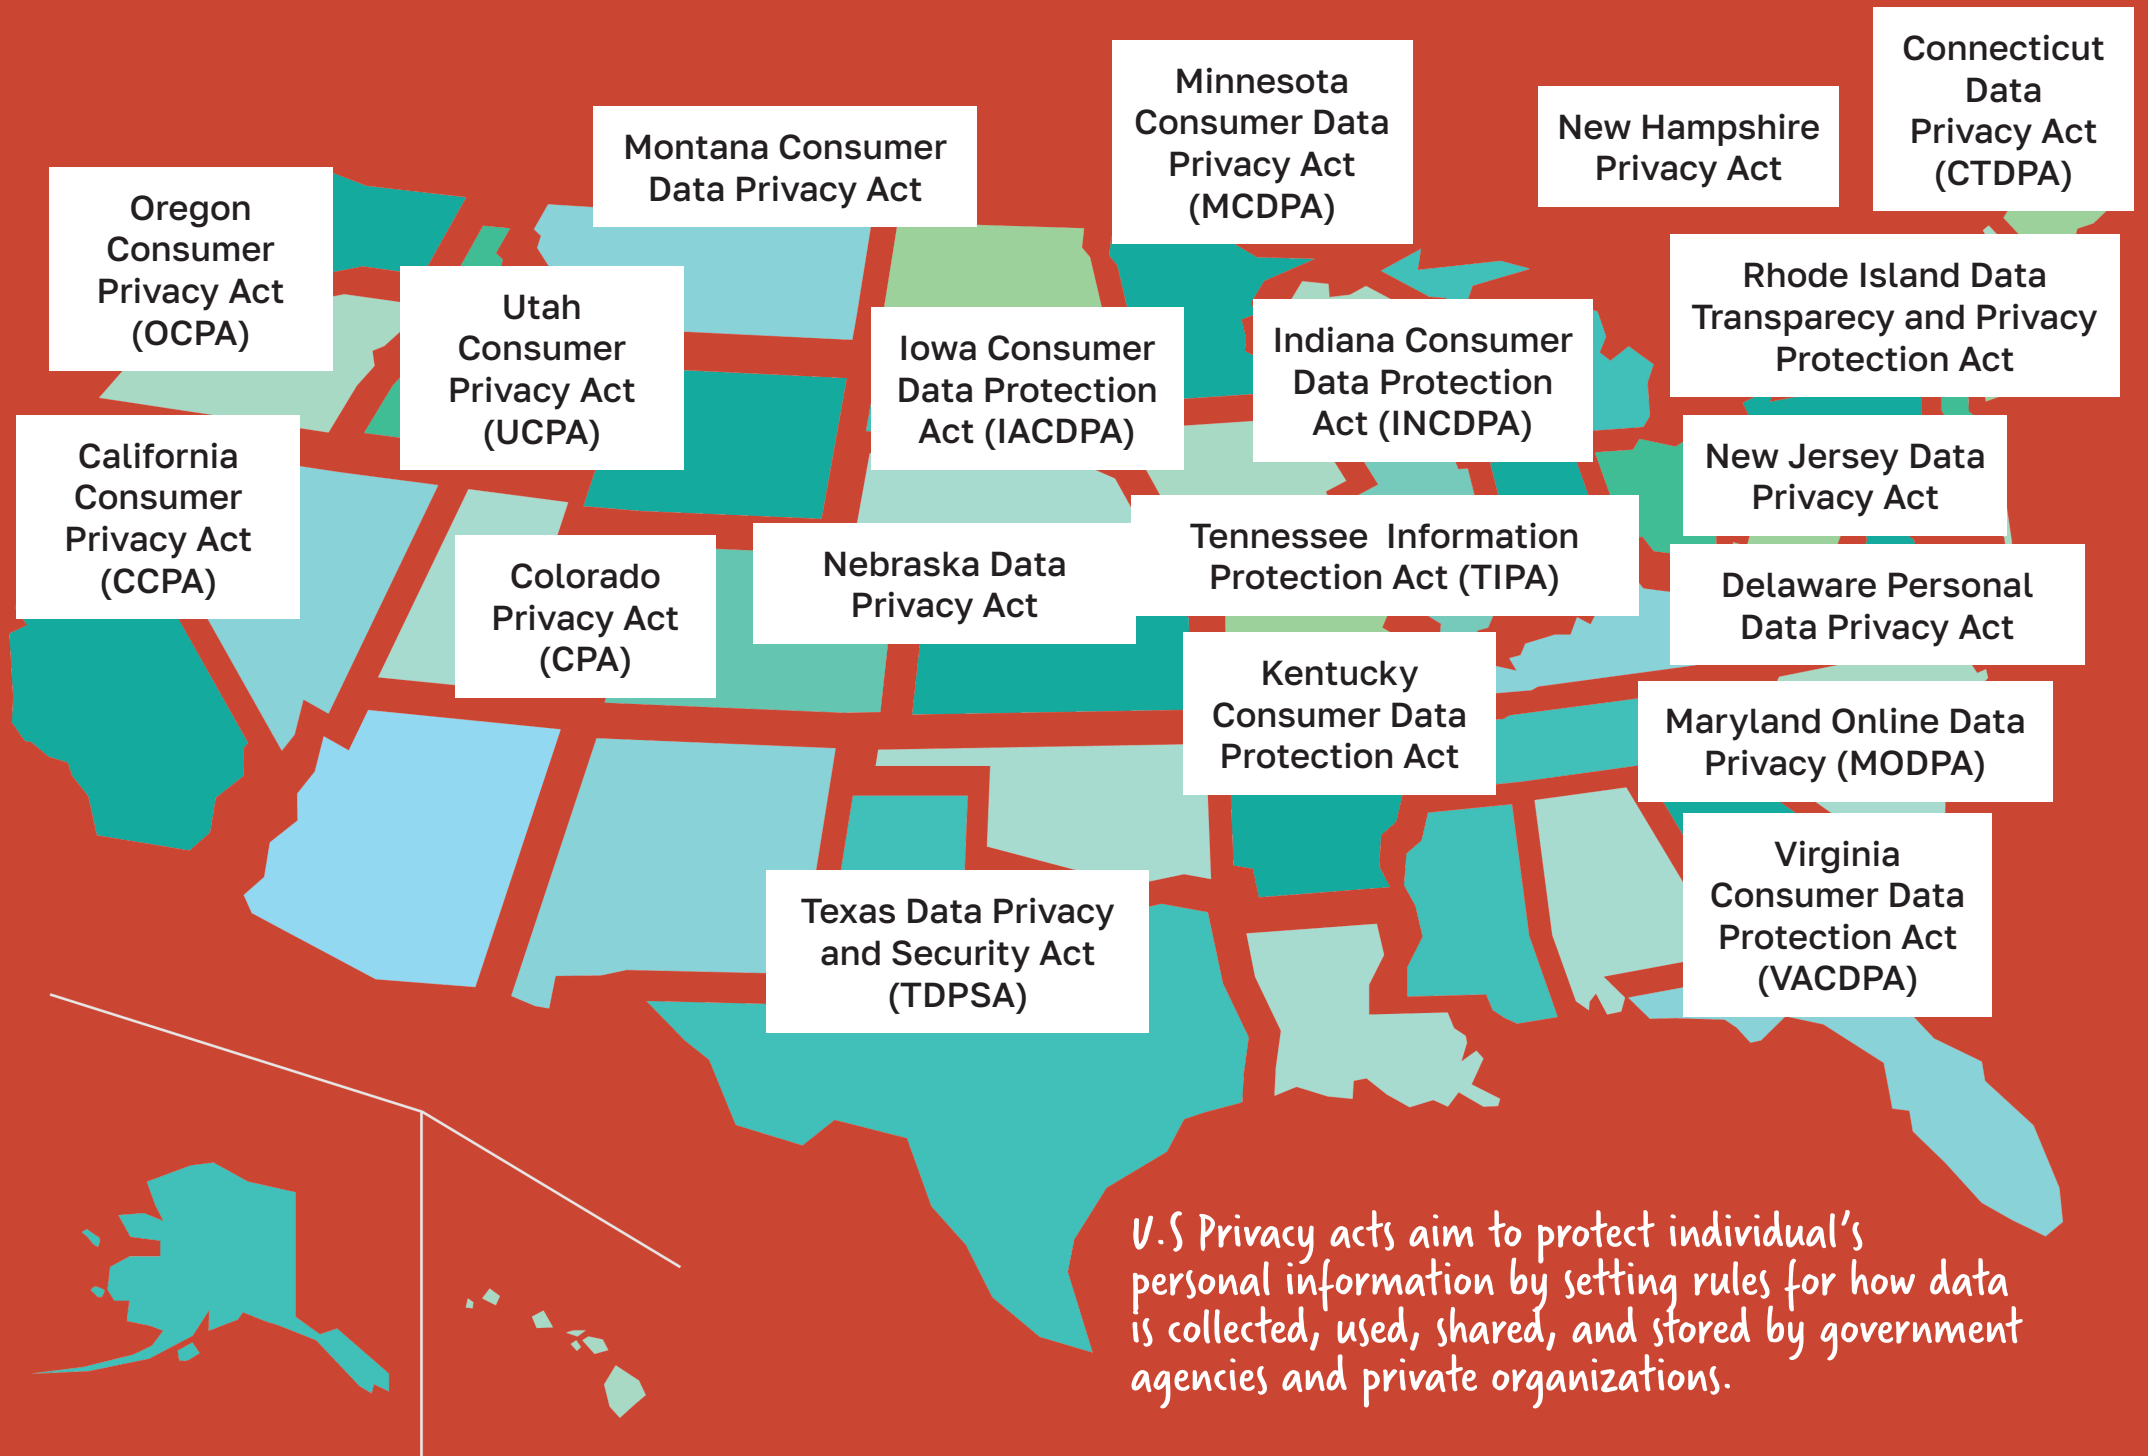 Connecticut
Data
Privacy Act
(CTDPA)
Minnesota
Consumer Data
Privacy Act
(MCDPA)
New Hampshire
Privacy Act
Montana Consumer
Data Privacy Act
Oregon
Consumer
Privacy Act
(OCPA)
Rhode Island Data
Transparecy and Privacy
Protection Act
Utah
Consumer
Privacy Act
(UCPA)
Iowa Consumer
Data Protection
Act (IACDPA)
Indiana Consumer
Data Protection
Act (INCDPA)
California
Consumer
Privacy Act
(CCPA)
New Jersey Data
Privacy Act
Tennessee  Information
Protection Act (TIPA)
Colorado
Privacy Act
(CPA)
Nebraska Data
Privacy Act
Delaware Personal
Data Privacy Act
Kentucky
Consumer Data
Protection Act
Maryland Online Data
Privacy (MODPA)
Texas Data Privacy
and Security Act
(TDPSA)
Virginia
Consumer Data
Protection Act
(VACDPA)
U.S Privacy acts aim to protect individual's
personal information by setting rules for how data
is collected, used, shared, and stored by government
agencies and private organizations.